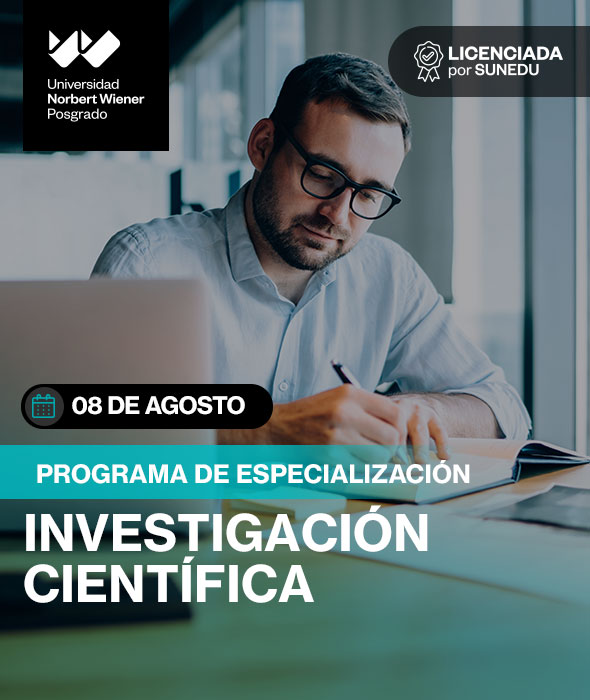 Universidad
Norbert Wiener
Posgrado
LICENCIADA
por SUNEDU
08 DE AGOSTO
PROGRAMA DE ESPECIALIZACIÓN
INVESTIGACIÓN
CIENTÍFICA